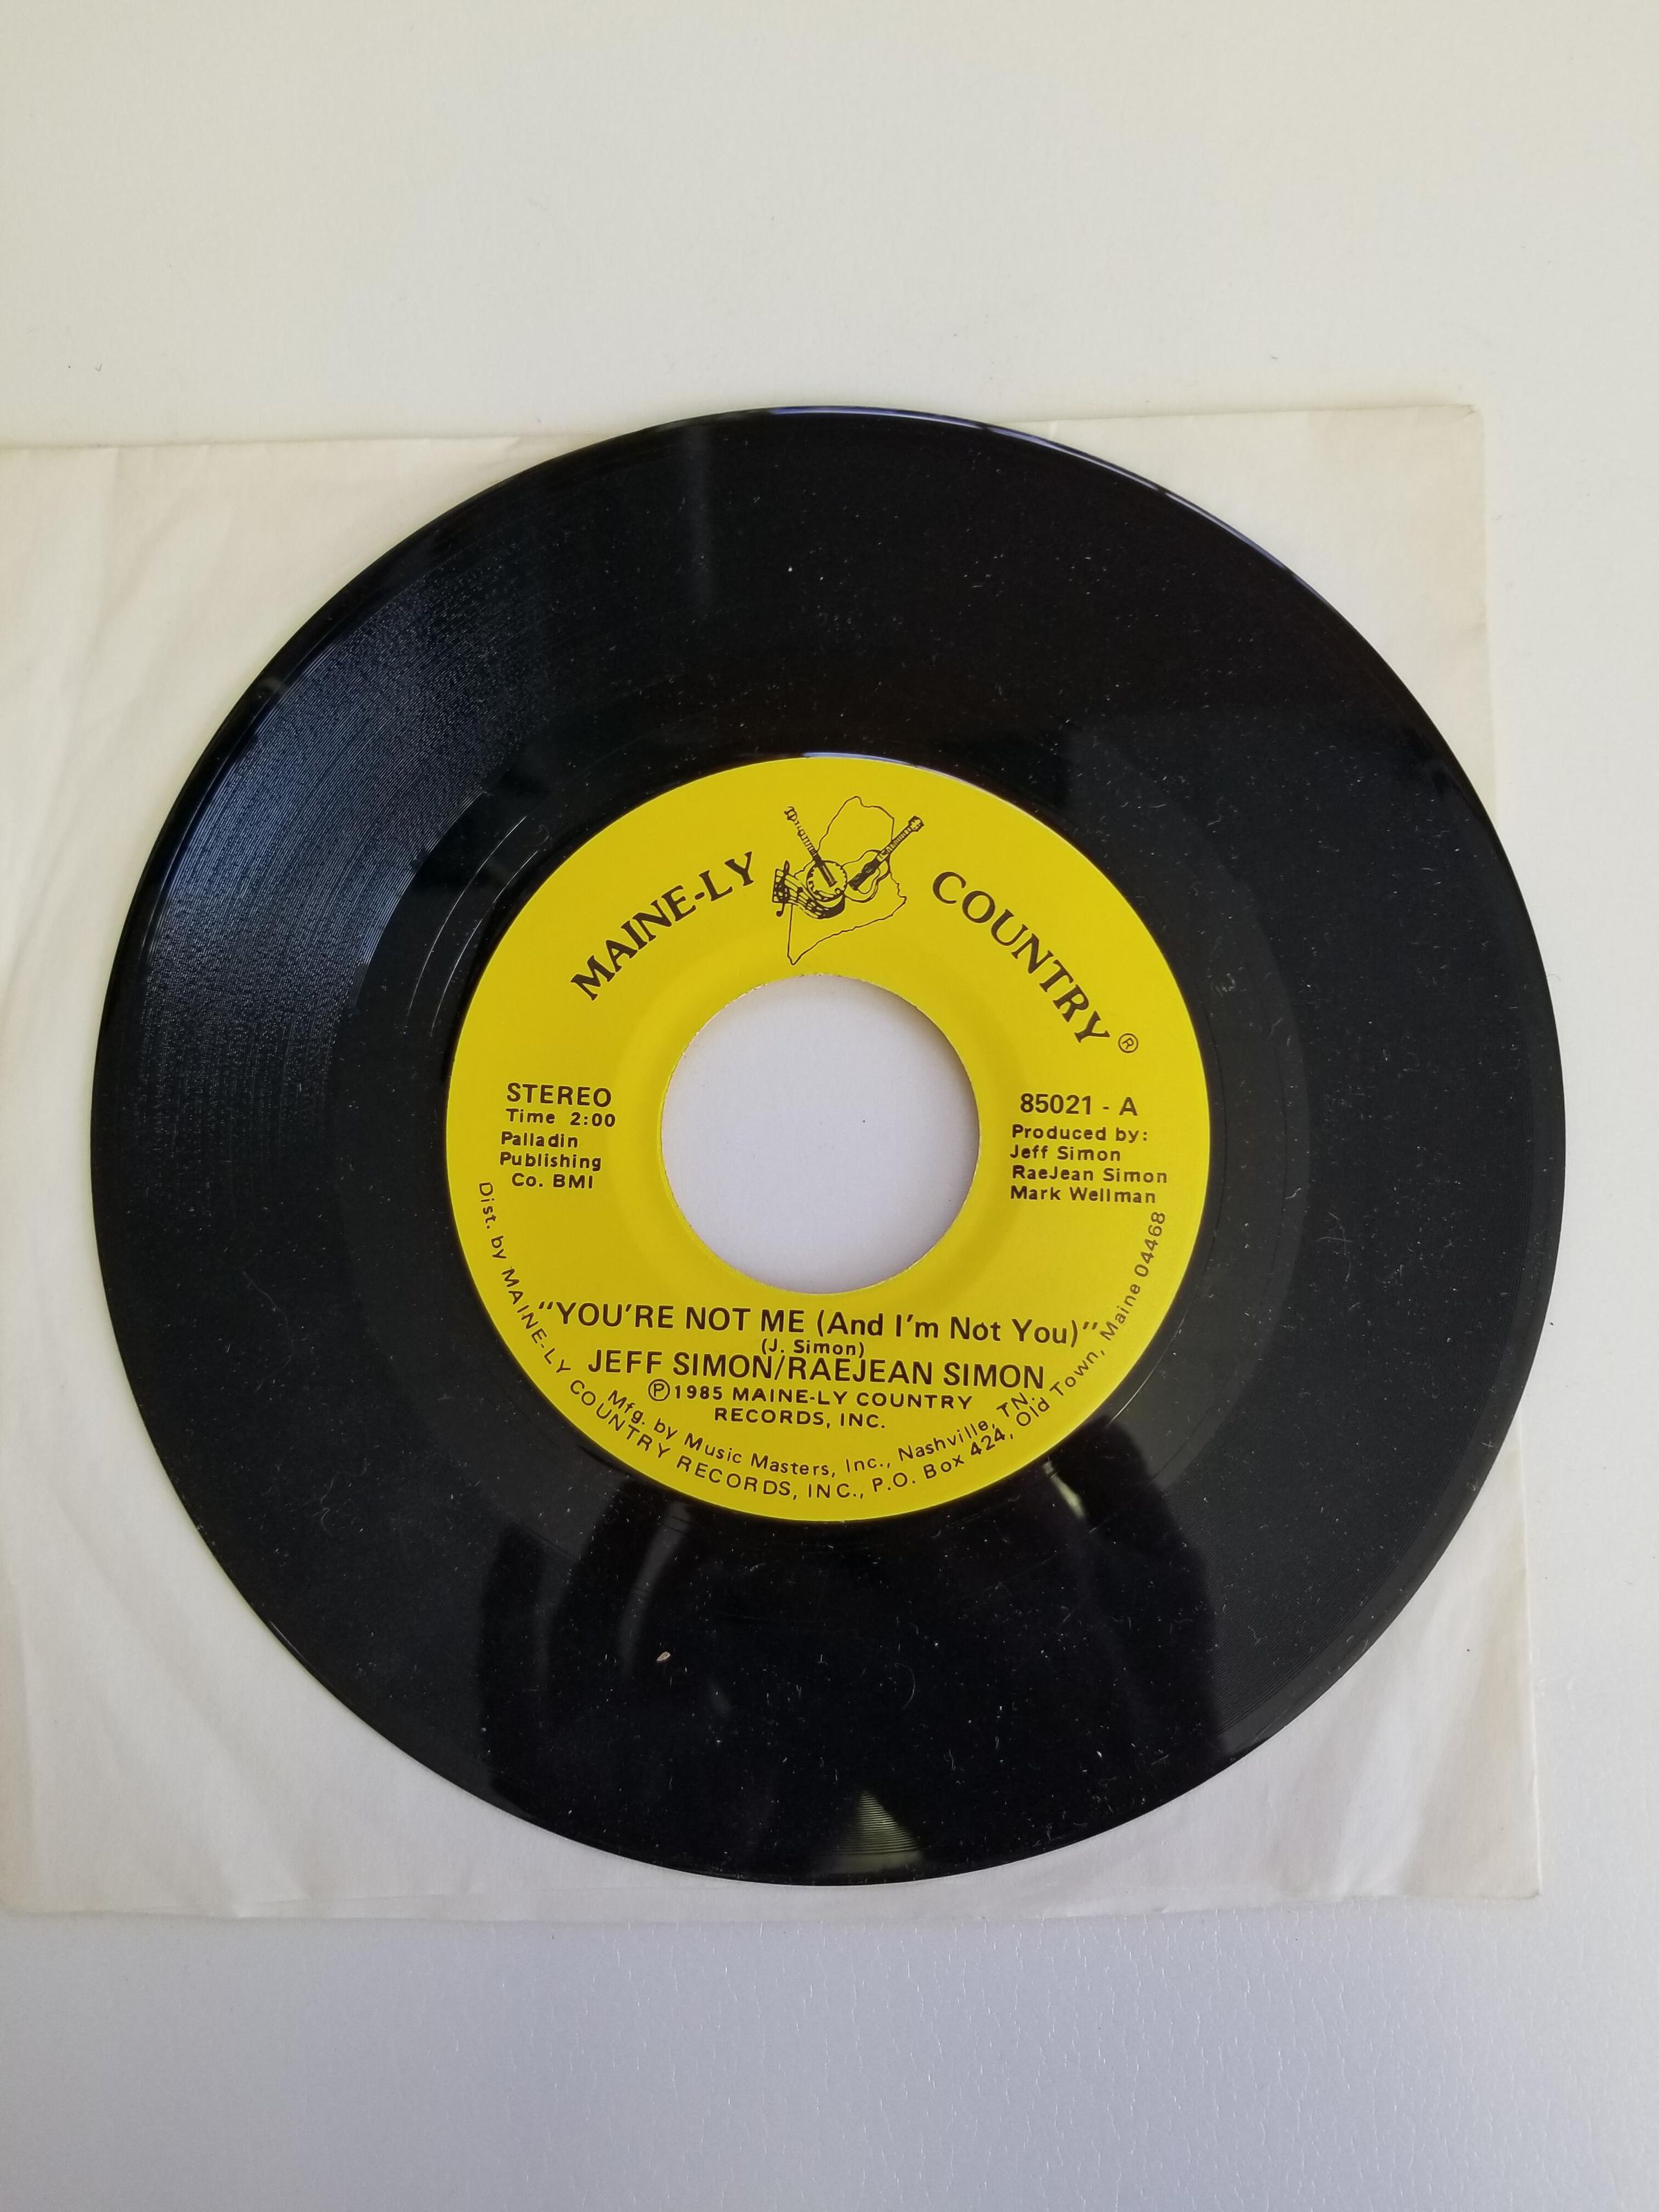 MAINE-LY COUNTRY ®
STEREO
Time 2:00
Palladin
Publishing
Co. BMI
85021 - A
Produced by:
Jeff Simon
RaeJean Simon
Mark Wellman
"YOU'RE NOT ME (And I'm Not You)"
(J. Simon)
JEFF SIMON/RAEJEAN SIMON
Ⓟ1985 MAINE-LY COUNTRY
RECORDS, INC.
Mfg. by Music Masters, Inc., Nashville, TN.
Dist. by MAINE-LY COUNTRY RECORDS, INC., P.O. Box 424, Old Town, Maine 04468